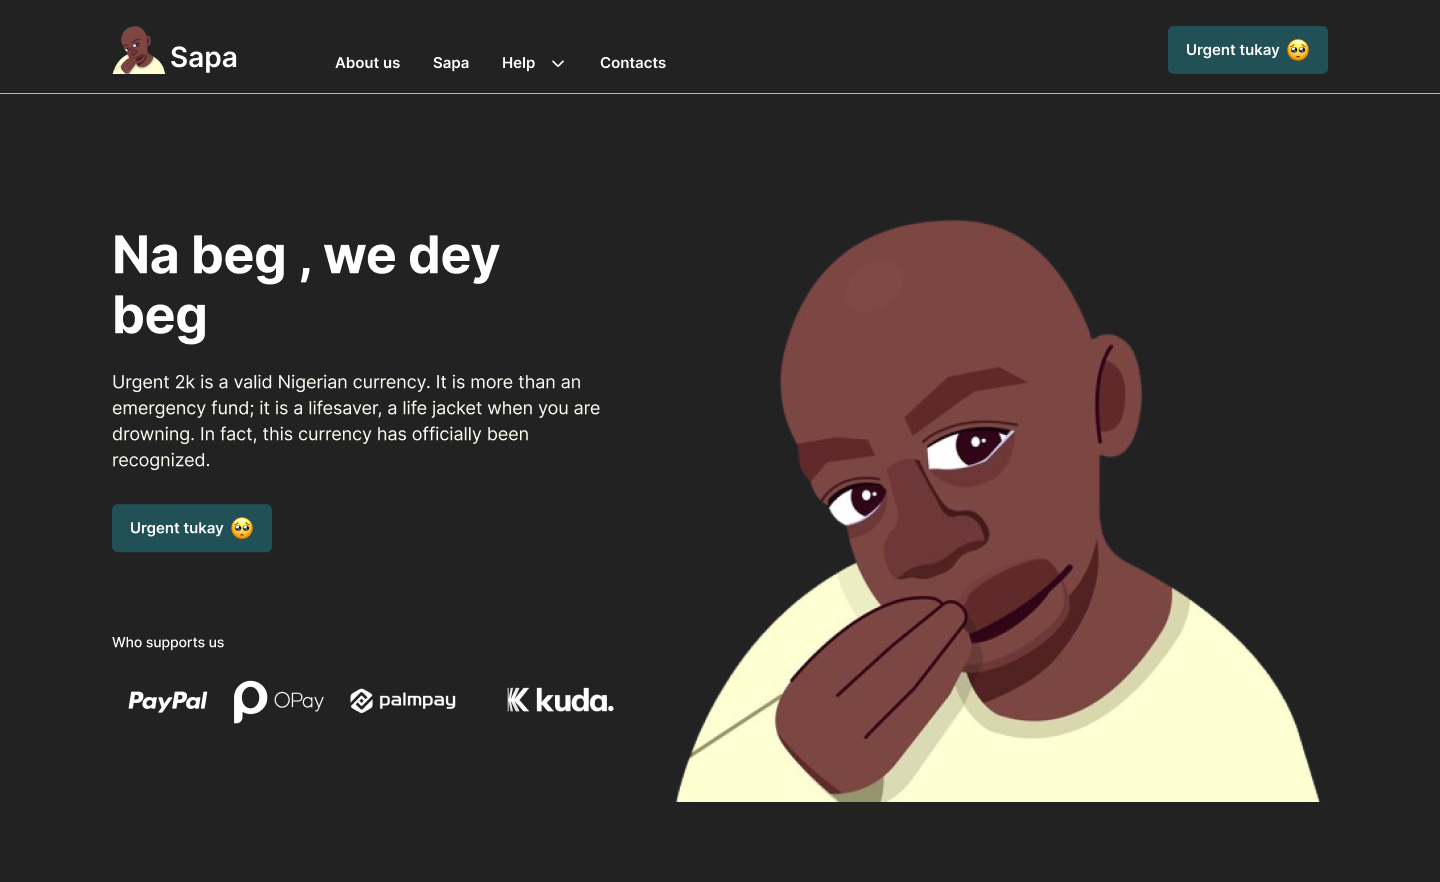 Sapa
About us
Sapa
Help
Contacts
Urgent tukay 🥺
Na beg , we dey
beg
Urgent 2k is a valid Nigerian currency. It is more than an
emergency fund; it is a lifesaver, a life jacket when you are
drowning. In fact, this currency has officially been
recognized.
Urgent tukay 🥺
Who supports us
PayPal
OPay
palmpay
kuda.